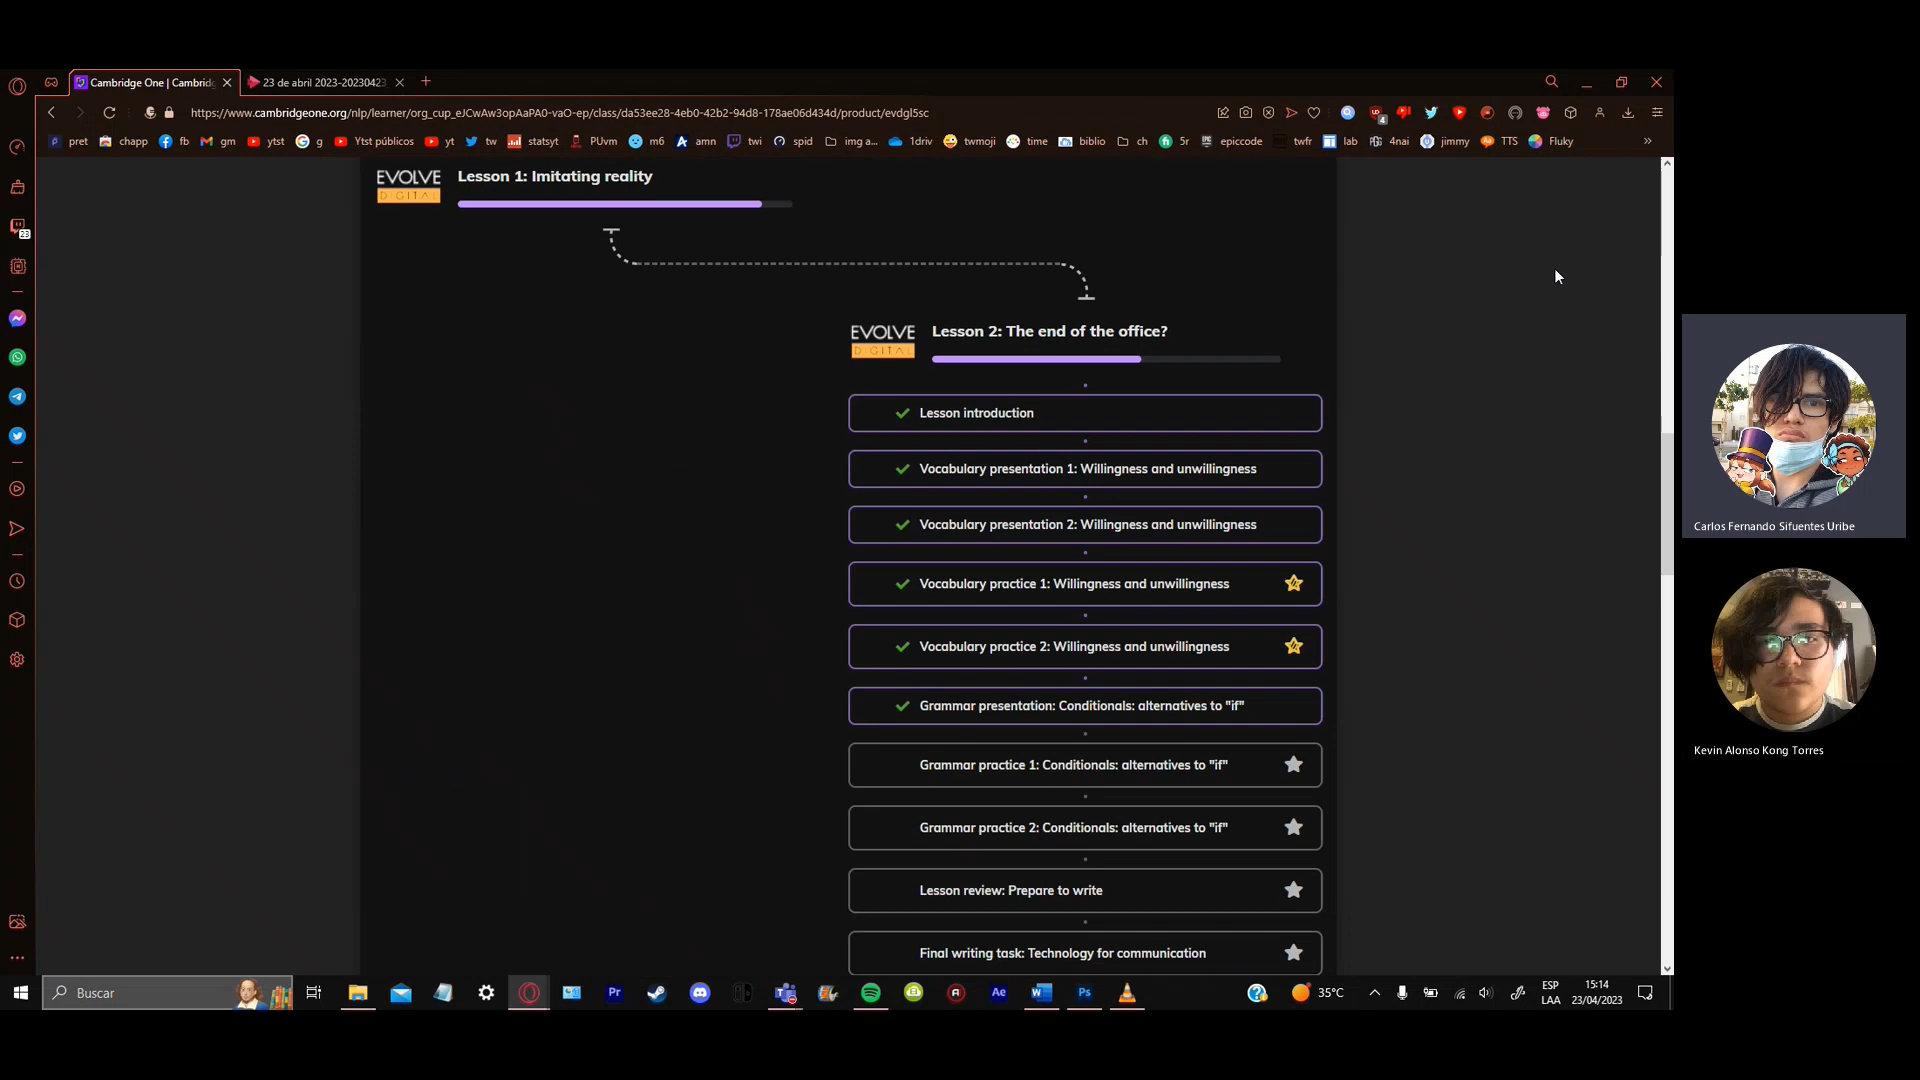 Cambridge One | Cambridg
23 de abril 2023-20230423
https://www.cambridgeone.org/nlp/learner/org_cup_eJCwAw3opAaPA0-vaO-ep/class/da53ee28-4eb0-42b2-94d8-178ae06d434d/product/evdgl5sc
4
pret chapp fb gm ytst g Ytst públicos yt tw statsyt PUvm m6 amn twi spid img a... 1driv twmoji time biblio ch 5r epiccode twfr lab 4nai jimmy TTS Fluky
23
EVOLVE
DIGITAL
Lesson 1: Imitating reality
EVOLVE
DIGITAL
Lesson 2: The end of the office?
Lesson introduction
Vocabulary presentation 1: Willingness and unwillingness
Vocabulary presentation 2: Willingness and unwillingness
Vocabulary practice 1: Willingness and unwillingness
Vocabulary practice 2: Willingness and unwillingness
Grammar presentation: Conditionals: alternatives to "if"
Grammar practice 1: Conditionals: alternatives to "if"
Grammar practice 2: Conditionals: alternatives to "if"
Lesson review: Prepare to write
Final writing task: Technology for communication
Carlos Fernando Sifuentes Uribe
Kevin Alonso Kong Torres
Buscar
Pr
Ae
W
Ps
35°C
ESP
LAA
15:14
23/04/2023